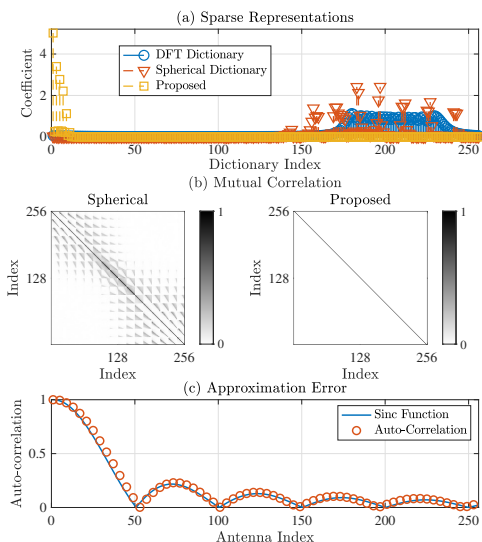 (a) Sparse Representations
Coefficient
4
2
0
DFT Dictionary
Spherical Dictionary
Proposed
0 50 100 150 200 250
Dictionary Index
(b) Mutual Correlation
Spherical
Index
256
128
128 256
Index
1
0
Proposed
Index
256
128
128 256
Index
1
0
(c) Approximation Error
Auto-correlation
1
0.5
0
Sinc Function
Auto-Correlation
0 50 100 150 200 250
Antenna Index